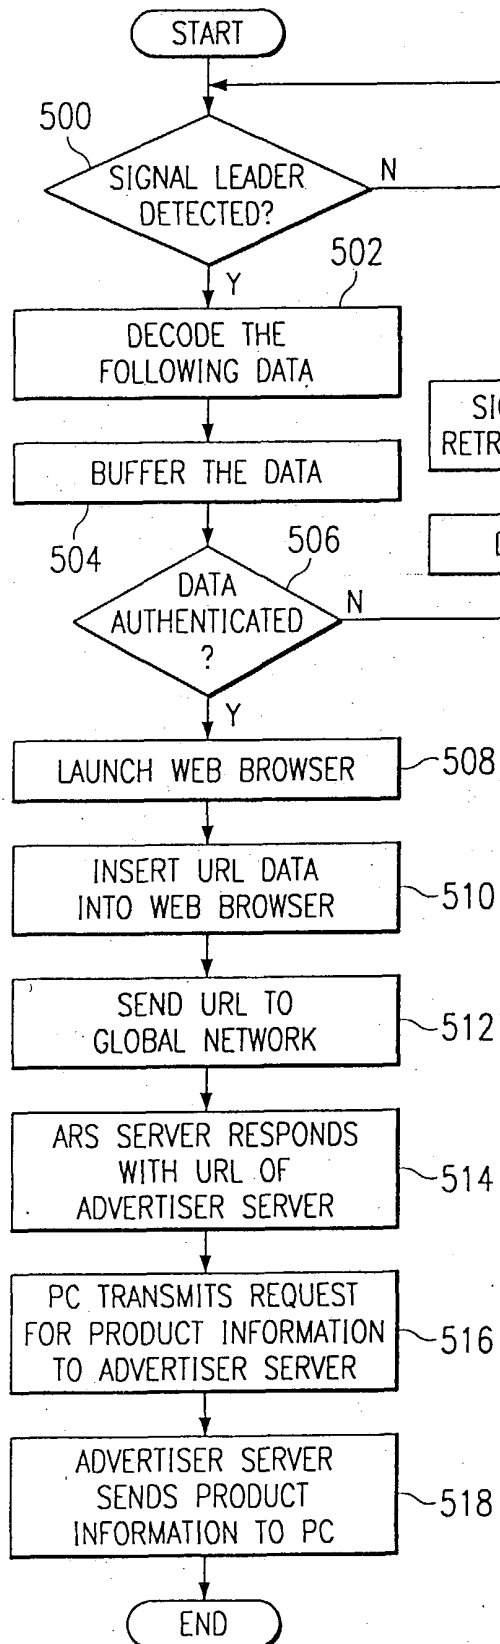 START
500
SIGNAL LEADER
DETECTED?
N
Y
502
DECODE THE
FOLLOWING DATA
BUFFER THE DATA
504
506
DATA
AUTHENTICATED
?
N
Y
LAUNCH WEB BROWSER
508
INSERT URL DATA
INTO WEB BROWSER
510
SEND URL TO
GLOBAL NETWORK
512
ARS SERVER RESPONDS
WITH URL OF
ADVERTISER SERVER
514
PC TRANSMITS REQUEST
FOR PRODUCT INFORMATION
TO ADVERTISER SERVER
516
ADVERTISER SERVER
SENDS PRODUCT
INFORMATION TO PC
518
END